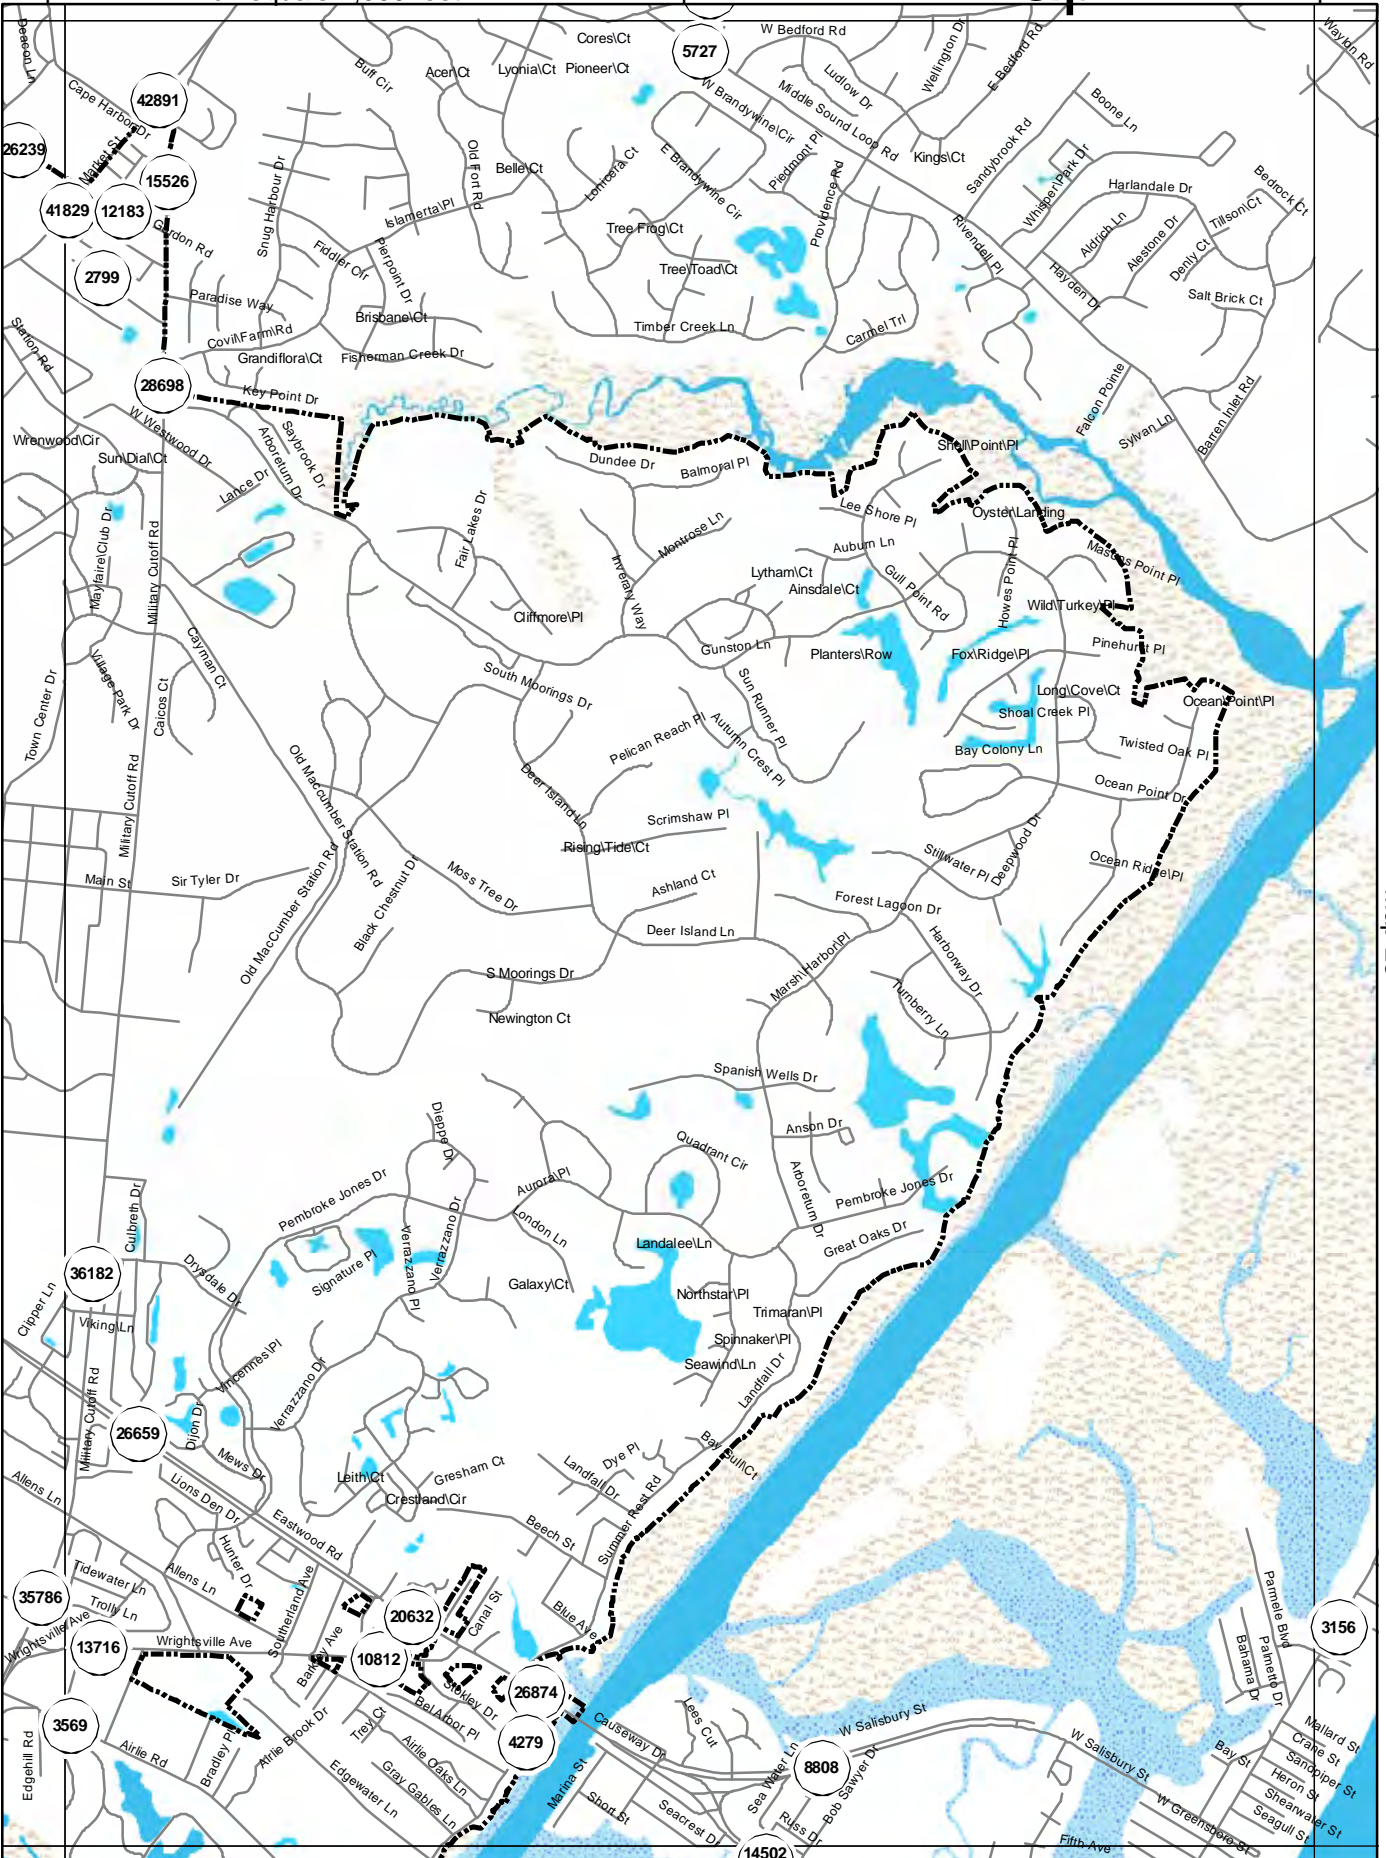 Deacon Ln
Cape Harbor Dr
Market St
42891
26239
41829
12183
15526
2799
Gordon Rd
Snug Harbour Dr
Buff Cir
Acer\Ct
Lyonia\Ct
Pioneer\Ct
Cores\Ct
5727
W Bedford Rd
Ludlow Dr
Wellington Dr
E Bedford Rd
Waylon Rd
W Brandywine\Cir
Middle Sound Loop Rd
Boone Ln
Old Fort Rd
Belle\Ct
Lonicera Ct
E Brandywine Cir
Piedmont Pl
Providence Rd
Kings\Ct
Sandybrook Rd
Whisper\Park Dr
Harlandale Dr
Bedrock Ct
Islamerta\Pl
Tree Frog\Ct
Tree\Toad\Ct
Rivendell Pl
Aldrich Ln
Alestone Dr
Tillson\Ct
Denly Ct
Hayden Dr
Salt Brick Ct
Fiddler Cir
Pierpoint Dr
Paradise Way
Brisbane\Ct
Covil\Farm\Rd
Grandiflora\Ct
Fisherman Creek Dr
Timber Creek Ln
Carmel Trl
Station Rd
28698
Key Point Dr
Falcon Pointe
Sylvan Ln
Barren Inlet Rd
Wrenwood\Cir
Sun\Dial\Ct
W Westwood Dr
Saybrook Dr
Arboretum Dr
Lance Dr
Dundee Dr
Balmoral Pl
Shell\Point\Pl
Lee Shore Pl
Oyster\Landing
Masons Point Pl
Mayfaire\Club Dr
Military Cutoff Rd
Fair Lakes Dr
Montrose Ln
Inverary Way
Auburn Ln
Lytham\Ct
Ainsdale\Ct
Gull Point Rd
Howes Point Pl
Wild\Turkey\Pl
Pinehurst Pl
Cliffmore\Pl
Gunston Ln
Planters\Row
Fox\Ridge\Pl
Long\Cove\Ct
Shoal Creek Pl
Ocean\Point\Pl
Cayman Ct
Village Park Dr
Caicos Ct
Town Center Dr
South Moorings Dr
Sun Runner Pl
Pelican Reach Pl
Autumn Crest Pl
Bay Colony Ln
Twisted Oak Pl
Ocean Point Dr
Military Cutoff Rd
Old Maccumber Station Rd
Deer Island Ln
Scrimshaw Pl
Rising\Tide\Ct
Stillwater Pl
Deepwood Dr
Ocean Ridge\Pl
Main St
Sir Tyler Dr
Old MacCumber Station Rd
Black Chestnut Dr
Moss Tree Dr
Ashland Ct
Deer Island Ln
Forest Lagoon Dr
Marsh\Harbor\Pl
Harborway Dr
Turnberry Ln
S Moorings Dr
Newington Ct
Spanish Wells Dr
Anson Dr
Dieppe Dr
Quadrant Cir
Arboretum Dr
Pembroke Jones Dr
Pembroke Jones Dr
Aurora\Pl
London Ln
Verrazzano Dr
Verrazzano Pl
Great Oaks Dr
Landalee\Ln
Culbreth Dr
36182
Drysdale Dr
Signature Pl
Galaxy\Ct
Northstar\Pl
Trimaran\Pl
Spinnaker\Pl
Seawind\Ln
Landfall Dr
Clipper Ln
Viking\Ln
Vincennes\Pl
Verrazzano Dr
Military Cutoff Rd
26659
Dijon Dr
Mews Dr
Bay Gull\Ct
Allens Ln
Lions Den Dr
Leith\Ct
Gresham Ct
Landfall Dr
Dye Pl
Crestland\Cir
Summer Rest Rd
Eastwood Rd
Beech St
Hunter Dr
Allens Ln
Tidewater Ln
Trolly Ln
35786
Southerland Ave
Canal St
20632
Blue Ave
Parmele Blvd
3156
Wrightsville Ave
13716
Wrightsville Ave
10812
26874
Stokley Dr
Bel\Arbor Pl
Bahama Dr
Palmetto Dr
3569
Edgehill Rd
Airlie Rd
Bradley Pl
Airlie Brook Dr
Trey Ct
Airlie Oaks Ln
Gray Gables Ln
Edgewater Ln
4279
Causeway Dr
Lees Cut
W Salisbury St
W Salisbury St
Marina St
Short St
Seacrest Dr
Sea Water Ln
8808
Bob Sawyer Dr
Russ Dr
14502
Bay St
Mallard St
Crane St
Sandpiper St
Heron St
Shearwater St
Seagull St
W Greensboro St
Fifth Ave